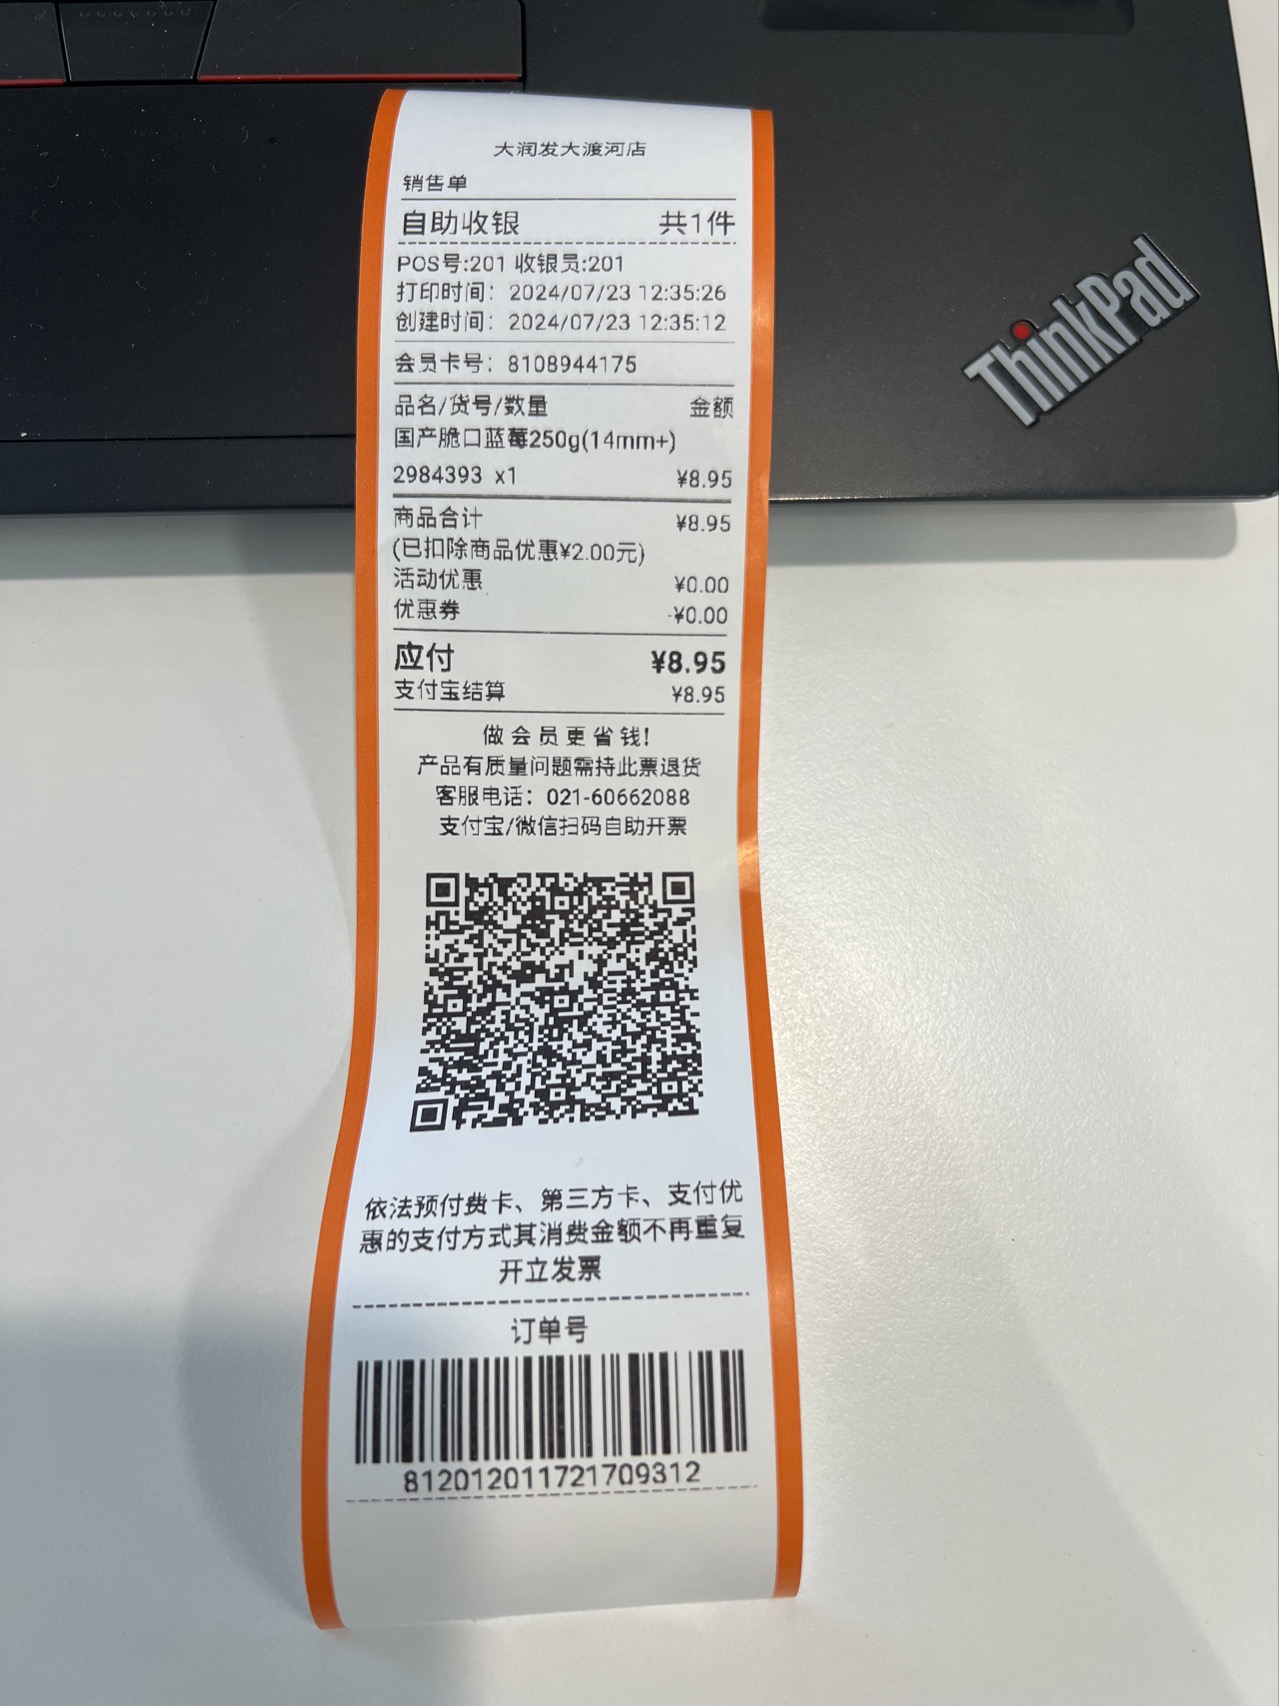 大润发大渡河店
销售单
自助收银 共1件
POS号:201 收银员:201
打印时间: 2024/07/23 12:35:26
创建时间: 2024/07/23 12:35:12
会员卡号: 8108944175
品名/货号/数量 金额
国产脆口蓝莓250g(14mm+)
2984393 x1 ¥8.95
商品合计 ¥8.95
(已扣除商品优惠¥2.00元)
活动优惠 ¥0.00
优惠券 -¥0.00
应付 ¥8.95
支付宝结算 ¥8.95
做会员更省钱!
产品有质量问题需持此票退货
客服电话: 021-60662088
支付宝/微信扫码自助开票
依法预付费卡、第三方卡、支付优
惠的支付方式其消费金额不再重复
开立发票
订单号
812012011721709312
ThinkPad